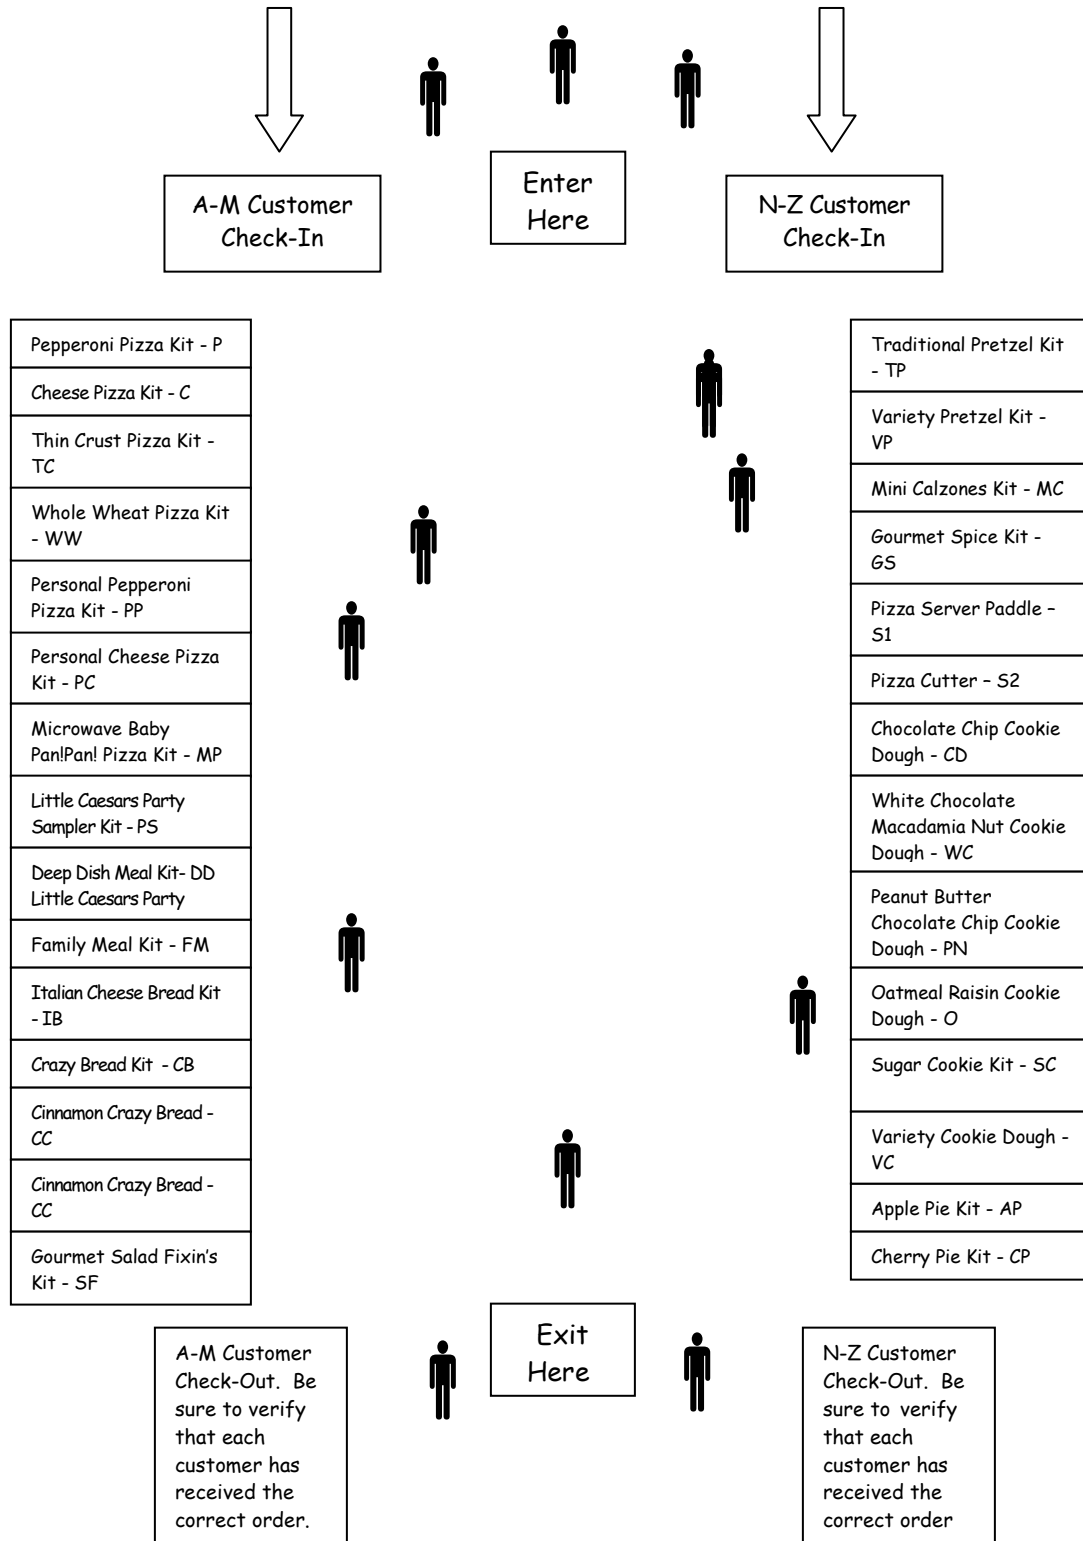 Enter
Here
A-M Customer
Check-In
N-Z Customer
Check-In
Pepperoni Pizza Kit - P
Cheese Pizza Kit - C
Thin Crust Pizza Kit -
TC
Whole Wheat Pizza Kit
- WW
Personal Pepperoni
Pizza Kit - PP
Personal Cheese Pizza
Kit - PC
Microwave Baby
Pan!Pan! Pizza Kit - MP
Little Caesars Party
Sampler Kit - PS
Deep Dish Meal Kit- DD
Little Caesars Party
Family Meal Kit - FM
Italian Cheese Bread Kit
- IB
Crazy Bread Kit - CB
Cinnamon Crazy Bread -
CC
Cinnamon Crazy Bread -
CC
Gourmet Salad Fixin's
Kit - SF
Traditional Pretzel Kit
- TP
Variety Pretzel Kit -
VP
Mini Calzones Kit - MC
Gourmet Spice Kit -
GS
Pizza Server Paddle –
S1
Pizza Cutter – S2
Chocolate Chip Cookie
Dough - CD
White Chocolate
Macadamia Nut Cookie
Dough - WC
Peanut Butter
Chocolate Chip Cookie
Dough - PN
Oatmeal Raisin Cookie
Dough - O
Sugar Cookie Kit - SC
Variety Cookie Dough -
VC
Apple Pie Kit - AP
Cherry Pie Kit - CP
Exit
Here
A-M Customer
Check-Out. Be
sure to verify
that each
customer has
received the
correct order.
N-Z Customer
Check-Out. Be
sure to verify
that each
customer has
received the
correct order